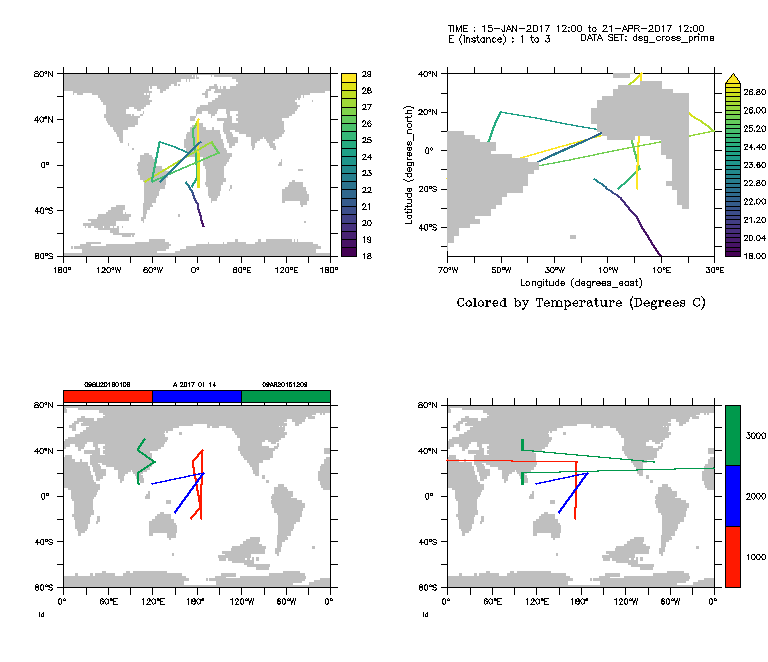 TIME : 15-JAN-2017 12:00 to 21-APR-2017 12:00
E (Instance) : 1 to 3 DATA SET: dsg_cross_prime
80°N
40°N
0°
40°S
80°S
180° 120°W 60°W 0° 60°E 120°E 180°
29
28
27
26
25
24
23
22
21
20
19
18
Latitude (degrees_north)
40°N
20°N
0°
20°S
40°S
70°W 50°W 30°W 10°W 10°E 30°E
Longitude (degrees_east)
26.80
25.20
24.40
23.60
22.80
22.00
21.20
20.40
19.60
18.80
18.00
Colored by Temperature (Degrees C)
A 2017 01 14
80°N
40°N
0°
40°S
80°S
0° 60°E 120°E 180° 120°W 60°W 0°
id
80°N
40°N
0°
40°S
80°S
0° 60°E 120°E 180° 120°W 60°W 0°
id
3000
2000
1000